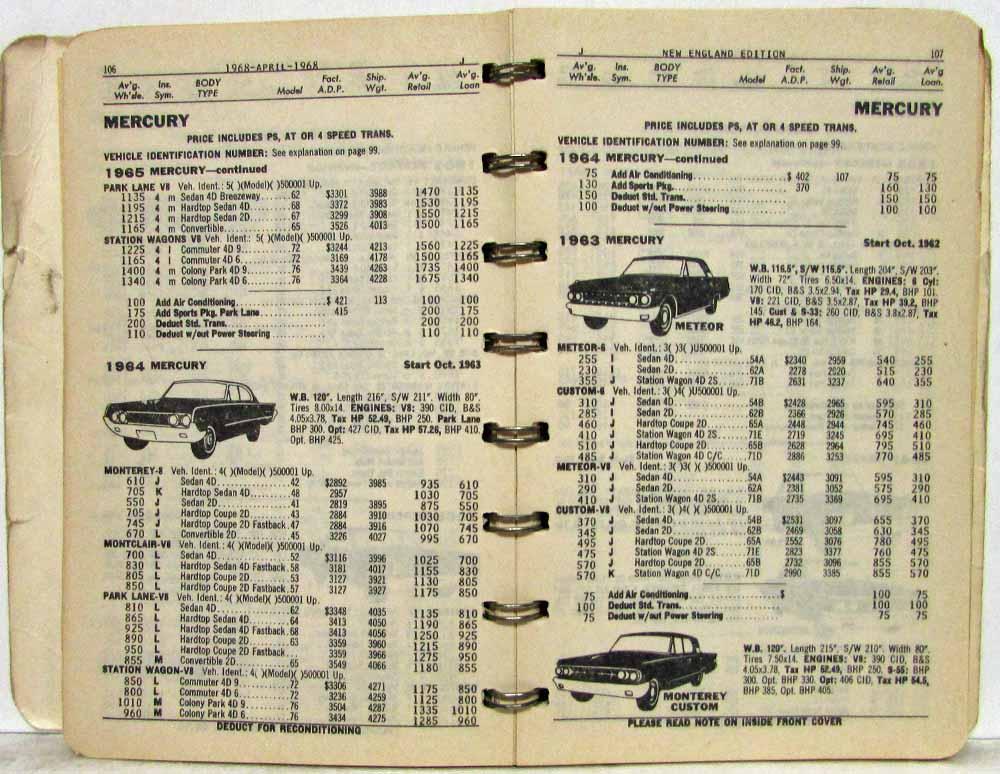 106 1968-APRIL-1968 J
Av'g. Wh'sle. Ins. Sym. BODY TYPE Model Fact. A.D.P. Ship. Wgt. Av'g. Retail Av'g. Loan
MERCURY
PRICE INCLUDES PS, AT OR 4 SPEED TRANS.
VEHICLE IDENTIFICATION NUMBER: See explanation on page 99.
1965 MERCURY—continued
PARK LANE V8 Veh. Ident.: 5( )(Model)( )500001 Up.
1135 4 m Sedan 4D Breezeway 62 $3301 3988 1470 1135
1195 4 m Hardtop Sedan 4D 68 3372 3983 1530 1195
1215 4 m Hardtop Sedan 2D 67 3299 3908 1550 1215
1165 4 m Convertible 65 3526 4013 1500 1165
STATION WAGONS V8 Veh. Ident.: 5( )(Model)( )500001 Up.
1225 4 I Commuter 4D 9 72 $3244 4213 1560 1225
1165 4 I Commuter 4D 6 72 3169 4178 1500 1165
1400 4 m Colony Park 4D 9 76 3439 4263 1735 1400
1340 4 m Colony Park 4D 6 76 3364 4228 1675 1340
100 Add Air Conditioning $ 421 113 100 100
175 Add Sports Pkg. Park Lane 415 200 175
200 Deduct Std. Trans. 200 200
110 Deduct w/out Power Steering 110 110
1964 MERCURY Start Oct. 1963
W.B. 120". Length 216", S/W 211". Width 80".
Tires 8.00x14. ENGINES: V8: 390 CID, B&S
4.05x3.78, Tax HP 52.49, BHP 250. Park Lane
BHP 300. Opt: 427 CID, Tax HP 57.26, BHP 410.
Opt. BHP 425.
MONTEREY-8 Veh. Ident.: 4( )(Model)( )500001 Up.
610 J Sedan 4D 42 $2892 3985 935 610
705 K Hardtop Sedan 4D 48 2957 1030 705
550 J Sedan 2D 41 2819 3895 875 550
705 J Hardtop Coupe 2D 43 2884 3910 1030 705
745 J Hardtop Coupe 2D Fastback 47 2884 3916 1070 745
670 L Convertible 2D 45 3226 4027 995 670
MONTCLAIR-V8 Veh. Ident.: 4( )(Model)( )500001 Up.
700 L Sedan 4D 52 $3116 3996 1025 700
830 L Hardtop Sedan 4D Fastback 58 3181 4017 1155 830
805 L Hardtop Coupe 2D 53 3127 3921 1130 805
850 L Hardtop Coupe 2D Fastback 57 3127 3927 1175 850
PARK LANE-V8 Veh. Ident.: 4( )(Model)( )500001 Up.
810 L Sedan 4D 62 $3348 4035 1135 810
865 L Hardtop Sedan 4D 64 3413 4050 1190 865
925 L Hardtop Sedan 4D Fastback 68 3413 4056 1250 925
890 L Hardtop Coupe 2D 63 3359 3960 1215 890
950 L Hardtop Coupe 2D Fastback 3359 3966 1275 950
855 M Convertible 2D 65 3549 4066 1180 855
STATION WAGON-V8 Veh. Ident.: 4( )(Model)( )500001 Up.
850 L Commuter 4D 9 72 $3306 4271 1175 850
800 L Commuter 4D 6 72 3236 4259 1125 800
1010 M Colony Park 4D 9 76 3504 4287 1335 1010
960 M Colony Park 4D 6 76 3434 4275 1285 960
DEDUCT FOR RECONDITIONING
J NEW ENGLAND EDITION 107
Av'g. Wh'sle. Ins. Sym. BODY TYPE Model Fact. A.D.P. Ship. Wgt. Av'g. Retail Av'g Loan
MERCURY
PRICE INCLUDES PS, AT OR 4 SPEED TRANS.
VEHICLE IDENTIFICATION NUMBER: See explanation on page 99.
1964 MERCURY—continued
75 Add Air Conditioning $ 402 107 75 75
130 Add Sports Pkg. 370 160 130
150 Deduct Std. Trans. 150 150
100 Deduct w/out Power Steering 100 100
1963 MERCURY Start Oct. 1962
W.B. 116.5", S/W 115.5". Length 204", S/W 203".
Width 72". Tires 6.50x14. ENGINES: 6 Cyl:
170 CID, B&S 3.5x2.94, Tax HP 29.4, BHP 101.
V8: 221 CID, B&S 3.5x2.87, Tax HP 39.2, BHP
145. Cust & S-33: 260 CID, B&S 3.8x2.87, Tax
HP 46.2, BHP 164.
METEOR
METEOR-6 Veh. Ident.: 3( )3( )U500001 Up.
255 I Sedan 4D 54A $2340 2959 540 255
230 I Sedan 2D 62A 2278 2920 515 230
355 J Station Wagon 4D 2S 71B 2631 3237 640 355
CUSTOM-6 Veh. Ident.: 3( )4( )U500001 Up.
310 J Sedan 4D 54B $2428 2965 595 310
285 I Sedan 2D 62B 2366 2926 570 285
460 J Hardtop Coupe 2D 65A 2448 2944 745 460
410 J Station Wagon 4D 2S 71E 2719 3245 695 410
510 J Hardtop Coupe 2D 65B 2628 2964 795 510
485 J Station Wagon 4D C/C 71D 2886 3253 770 485
METEOR-V8 Veh. Ident.: 3( )3( )( )500001 Up.
310 J Sedan 4D 54A $2443 3091 595 310
290 J Sedan 2D 62A 2381 3052 575 290
410 J Station Wagon 4D 2S 71B 2735 3369 695 410
CUSTOM-V8 Veh. Ident.: 3( )4( )( )500001 Up.
370 J Sedan 4D 54B $2531 3097 655 370
345 J Sedan 2D 62B 2469 3058 630 345
495 J Hardtop Coupe 2D 65A 2552 3076 780 495
475 J Station Wagon 4D 2S 71E 2823 3377 760 475
570 J Hardtop Coupe 2D 65B 2732 3096 855 570
570 K Station Wagon 4D C/C 71D 2990 3385 855 570
75 Add Air Conditioning $ 100 75
100 Deduct Std. Trans. 100 100
75 Deduct w/out Power Steering 75 75
W.B. 120". Length 215", S/W 210". Width 80".
Tires 7.50x14. ENGINES: V8: 390 CID, B&S
4.05x3.78, Tax HP 52.49, BHP 250. S-55: BHP
300. Opt. BHP 330. Opt: 406 CID, Tax HP 54.5,
BHP 385, Opt. BHP 405.
MONTEREY
CUSTOM
PLEASE READ NOTE ON INSIDE FRONT COVER